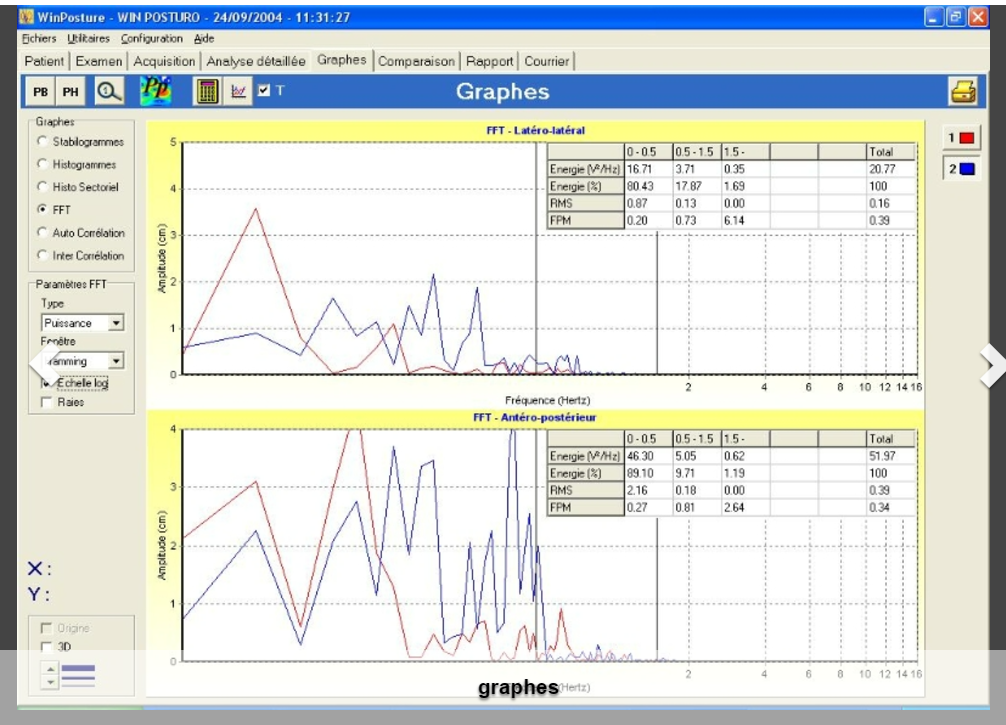 WinPosture - WIN POSTURO - 24/09/2004 - 11:31:27
Fichiers Utilitaires Configuration Aide
Patient Examen Acquisition Analyse détaillée Graphes Comparaison Rapport Courrier
PB PH Pp T Graphes
Graphes
Stabilogrammes
Histogrammes
Histo Sectoriel
FFT
Auto Corrélation
Inter Corrélation
Paramètres FFT
Type
Puissance
Fenêtre
amming
Echelle log
Raies
X :
Y :
Origine
3D
1
2
FFT - Latéro-latéral
0 - 0.5 0.5 - 1.5 1.5 - Total
Energie (V²/Hz) 16.71 3.71 0.35 20.77
Energie (%) 80.43 17.87 1.69 100
RMS 0.87 0.13 0.00 0.16
FPM 0.20 0.73 6.14 0.39
Amplitude (cm)
5
4
3
2
1
0
2 4 6 8 10 12 14 16
Fréquence (Hertz)
FFT - Antéro-postérieur
0 - 0.5 0.5 - 1.5 1.5 - Total
Energie (V²/Hz) 46.30 5.05 0.62 51.97
Energie (%) 89.10 9.71 1.19 100
RMS 2.16 0.18 0.00 0.39
FPM 0.27 0.81 2.64 0.34
Amplitude (cm)
4
3
2
1
0
2 4 6 8 10 12 14 16
(Hertz)
graphes